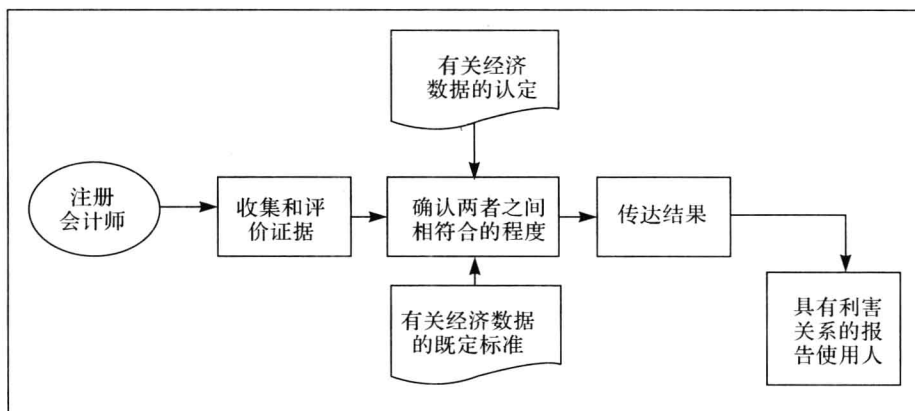 有关经济
数据的认定
注册
会计师
收集和评
价证据
确认两者之间
相符合的程度
传达结果
有关经济数据
的既定标准
具有利害
关系的报
告使用人